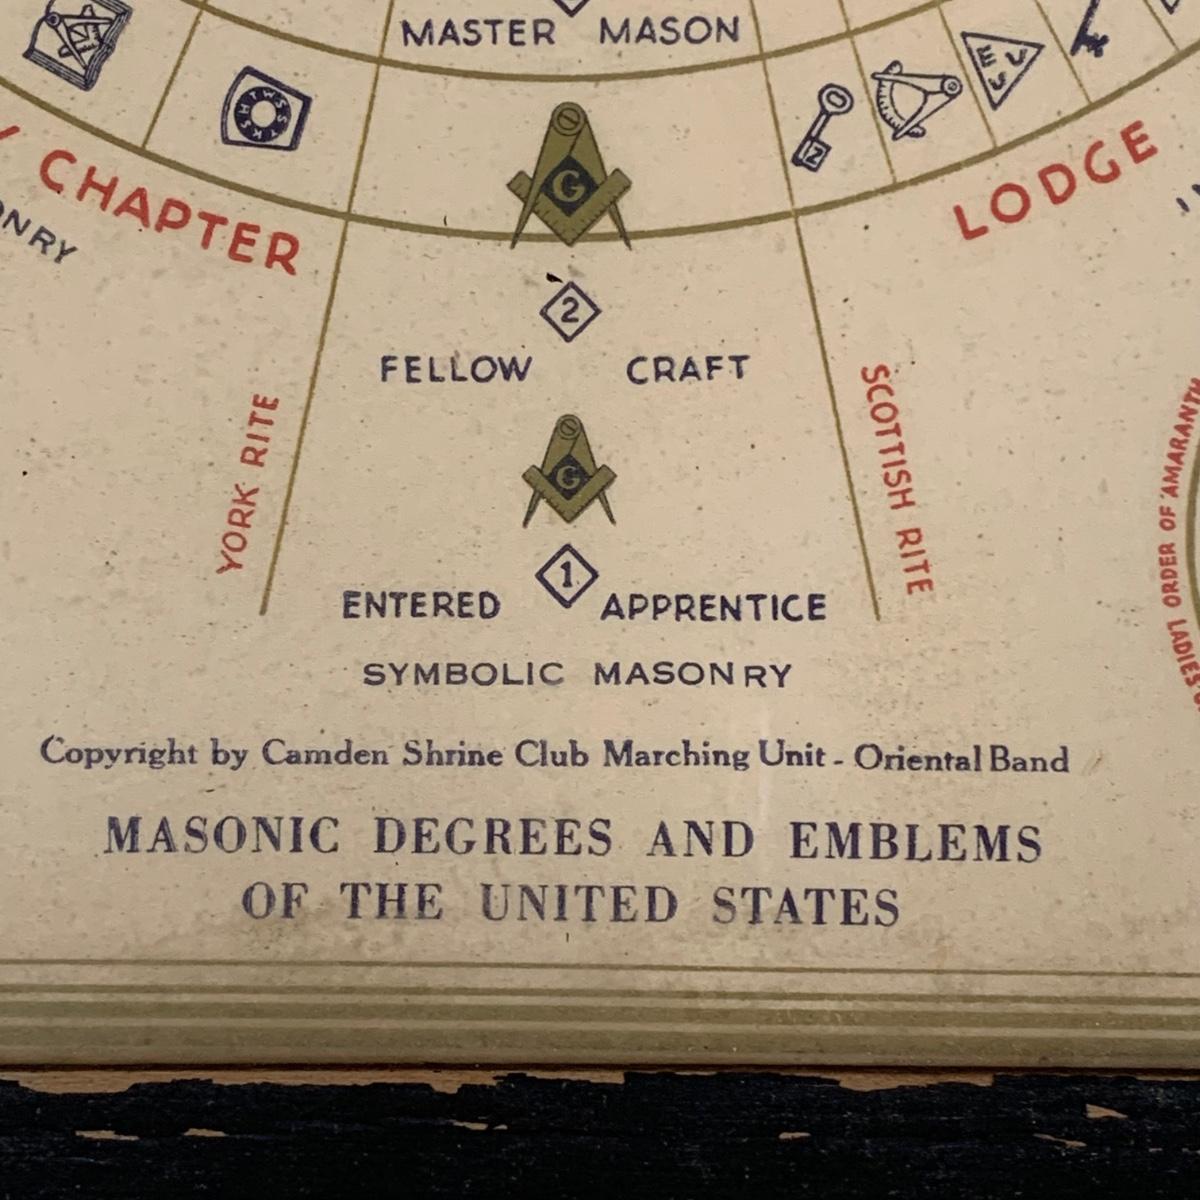 MASTER MASON
HTWSSTKS
Z
E U J
CHAPTER
LODGE
G
2
FELLOW CRAFT
YORK RITE
SCOTTISH RITE
G
LADIES ORDER OF AMARANTH
1
ENTERED APPRENTICE
SYMBOLIC MASONRY
Copyright by Camden Shrine Club Marching Unit - Oriental Band
MASONIC DEGREES AND EMBLEMS
OF THE UNITED STATES